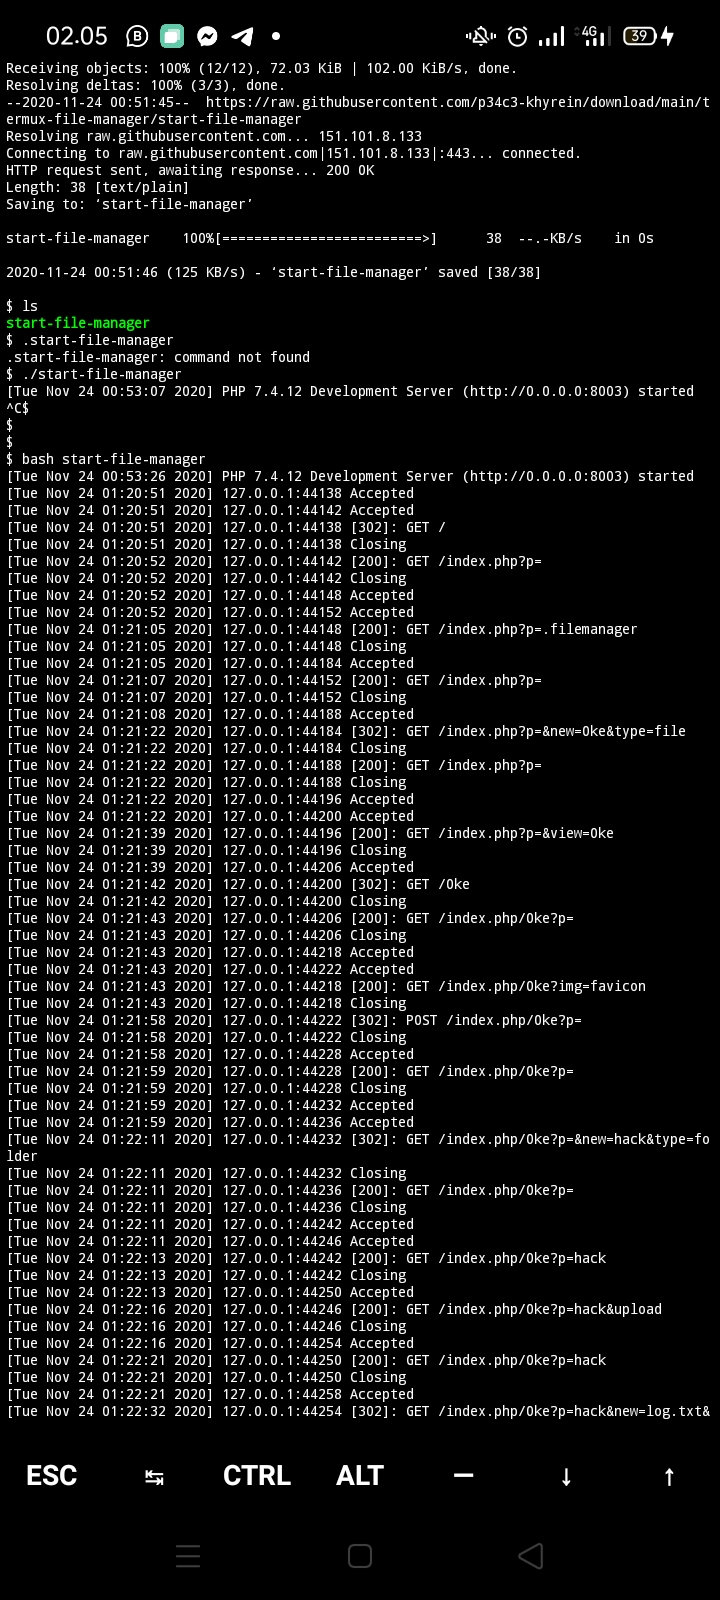 02.05 4G 39
Receiving objects: 100% (12/12), 72.03 KiB | 102.00 KiB/s, done.
Resolving deltas: 100% (3/3), done.
--2020-11-24 00:51:45--  https://raw.githubusercontent.com/p34c3-khyrein/download/main/t
ermux-file-manager/start-file-manager
Resolving raw.githubusercontent.com... 151.101.8.133
Connecting to raw.githubusercontent.com|151.101.8.133|:443... connected.
HTTP request sent, awaiting response... 200 OK
Length: 38 [text/plain]
Saving to: ‘start-file-manager’
start-file-manager    100%[=========================>]      38  --.-KB/s    in 0s
2020-11-24 00:51:46 (125 KB/s) - ‘start-file-manager’ saved [38/38]
$ ls
start-file-manager
$ .start-file-manager
.start-file-manager: command not found
$ ./start-file-manager
[Tue Nov 24 00:53:07 2020] PHP 7.4.12 Development Server (http://0.0.0.0:8003) started
^C$
$
$
$ bash start-file-manager
[Tue Nov 24 00:53:26 2020] PHP 7.4.12 Development Server (http://0.0.0.0:8003) started
[Tue Nov 24 01:20:51 2020] 127.0.0.1:44138 Accepted
[Tue Nov 24 01:20:51 2020] 127.0.0.1:44142 Accepted
[Tue Nov 24 01:20:51 2020] 127.0.0.1:44138 [302]: GET /
[Tue Nov 24 01:20:51 2020] 127.0.0.1:44138 Closing
[Tue Nov 24 01:20:52 2020] 127.0.0.1:44142 [200]: GET /index.php?p=
[Tue Nov 24 01:20:52 2020] 127.0.0.1:44142 Closing
[Tue Nov 24 01:20:52 2020] 127.0.0.1:44148 Accepted
[Tue Nov 24 01:20:52 2020] 127.0.0.1:44152 Accepted
[Tue Nov 24 01:21:05 2020] 127.0.0.1:44148 [200]: GET /index.php?p=.filemanager
[Tue Nov 24 01:21:05 2020] 127.0.0.1:44148 Closing
[Tue Nov 24 01:21:05 2020] 127.0.0.1:44184 Accepted
[Tue Nov 24 01:21:07 2020] 127.0.0.1:44152 [200]: GET /index.php?p=
[Tue Nov 24 01:21:07 2020] 127.0.0.1:44152 Closing
[Tue Nov 24 01:21:08 2020] 127.0.0.1:44188 Accepted
[Tue Nov 24 01:21:22 2020] 127.0.0.1:44184 [302]: GET /index.php?p=&new=Oke&type=file
[Tue Nov 24 01:21:22 2020] 127.0.0.1:44184 Closing
[Tue Nov 24 01:21:22 2020] 127.0.0.1:44188 [200]: GET /index.php?p=
[Tue Nov 24 01:21:22 2020] 127.0.0.1:44188 Closing
[Tue Nov 24 01:21:22 2020] 127.0.0.1:44196 Accepted
[Tue Nov 24 01:21:22 2020] 127.0.0.1:44200 Accepted
[Tue Nov 24 01:21:39 2020] 127.0.0.1:44196 [200]: GET /index.php?p=&view=Oke
[Tue Nov 24 01:21:39 2020] 127.0.0.1:44196 Closing
[Tue Nov 24 01:21:39 2020] 127.0.0.1:44206 Accepted
[Tue Nov 24 01:21:42 2020] 127.0.0.1:44200 [302]: GET /Oke
[Tue Nov 24 01:21:42 2020] 127.0.0.1:44200 Closing
[Tue Nov 24 01:21:43 2020] 127.0.0.1:44206 [200]: GET /index.php/Oke?p=
[Tue Nov 24 01:21:43 2020] 127.0.0.1:44206 Closing
[Tue Nov 24 01:21:43 2020] 127.0.0.1:44218 Accepted
[Tue Nov 24 01:21:43 2020] 127.0.0.1:44222 Accepted
[Tue Nov 24 01:21:43 2020] 127.0.0.1:44218 [200]: GET /index.php/Oke?img=favicon
[Tue Nov 24 01:21:43 2020] 127.0.0.1:44218 Closing
[Tue Nov 24 01:21:58 2020] 127.0.0.1:44222 [302]: POST /index.php/Oke?p=
[Tue Nov 24 01:21:58 2020] 127.0.0.1:44222 Closing
[Tue Nov 24 01:21:58 2020] 127.0.0.1:44228 Accepted
[Tue Nov 24 01:21:59 2020] 127.0.0.1:44228 [200]: GET /index.php/Oke?p=
[Tue Nov 24 01:21:59 2020] 127.0.0.1:44228 Closing
[Tue Nov 24 01:21:59 2020] 127.0.0.1:44232 Accepted
[Tue Nov 24 01:21:59 2020] 127.0.0.1:44236 Accepted
[Tue Nov 24 01:22:11 2020] 127.0.0.1:44232 [302]: GET /index.php/Oke?p=&new=hack&type=fo
lder
[Tue Nov 24 01:22:11 2020] 127.0.0.1:44232 Closing
[Tue Nov 24 01:22:11 2020] 127.0.0.1:44236 [200]: GET /index.php/Oke?p=
[Tue Nov 24 01:22:11 2020] 127.0.0.1:44236 Closing
[Tue Nov 24 01:22:11 2020] 127.0.0.1:44242 Accepted
[Tue Nov 24 01:22:11 2020] 127.0.0.1:44246 Accepted
[Tue Nov 24 01:22:13 2020] 127.0.0.1:44242 [200]: GET /index.php/Oke?p=hack
[Tue Nov 24 01:22:13 2020] 127.0.0.1:44242 Closing
[Tue Nov 24 01:22:13 2020] 127.0.0.1:44250 Accepted
[Tue Nov 24 01:22:16 2020] 127.0.0.1:44246 [200]: GET /index.php/Oke?p=hack&upload
[Tue Nov 24 01:22:16 2020] 127.0.0.1:44246 Closing
[Tue Nov 24 01:22:16 2020] 127.0.0.1:44254 Accepted
[Tue Nov 24 01:22:21 2020] 127.0.0.1:44250 [200]: GET /index.php/Oke?p=hack
[Tue Nov 24 01:22:21 2020] 127.0.0.1:44250 Closing
[Tue Nov 24 01:22:21 2020] 127.0.0.1:44258 Accepted
[Tue Nov 24 01:22:32 2020] 127.0.0.1:44254 [302]: GET /index.php/Oke?p=hack&new=log.txt&
ESC ↹ CTRL ALT — ↓ ↑